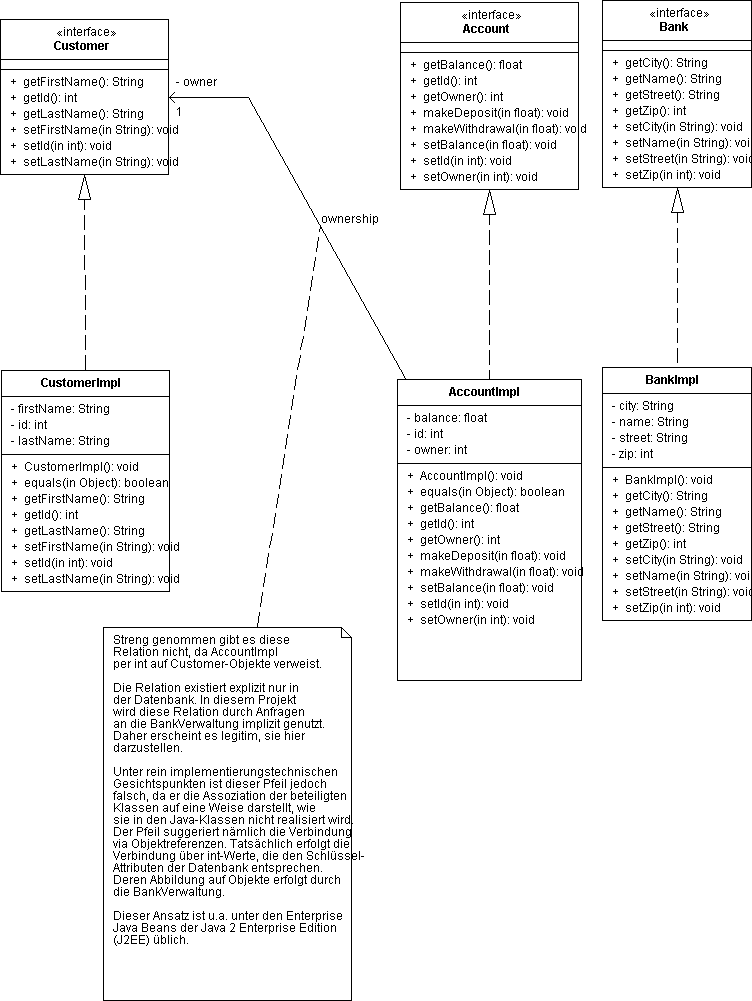 «interface»
Customer
+ getFirstName(): String
+ getId(): int
+ getLastName(): String
+ setFirstName(in String): void
+ setId(in int): void
+ setLastName(in String): void
- owner
1
«interface»
Account
+ getBalance(): float
+ getId(): int
+ getOwner(): int
+ makeDeposit(in float): void
+ makeWithdrawal(in float): void
+ setBalance(in float): void
+ setId(in int): void
+ setOwner(in int): void
«interface»
Bank
+ getCity(): String
+ getName(): String
+ getStreet(): String
+ getZip(): int
+ setCity(in String): void
+ setName(in String): void
+ setStreet(in String): void
+ setZip(in int): void
ownership
CustomerImpl
- firstName: String
- id: int
- lastName: String
+ CustomerImpl(): void
+ equals(in Object): boolean
+ getFirstName(): String
+ getId(): int
+ getLastName(): String
+ setFirstName(in String): void
+ setId(in int): void
+ setLastName(in String): void
AccountImpl
- balance: float
- id: int
- owner: int
+ AccountImpl(): void
+ equals(in Object): boolean
+ getBalance(): float
+ getId(): int
+ getOwner(): int
+ makeDeposit(in float): void
+ makeWithdrawal(in float): void
+ setBalance(in float): void
+ setId(in int): void
+ setOwner(in int): void
BankImpl
- city: String
- name: String
- street: String
- zip: int
+ BankImpl(): void
+ getCity(): String
+ getName(): String
+ getStreet(): String
+ getZip(): int
+ setCity(in String): void
+ setName(in String): void
+ setStreet(in String): void
+ setZip(in int): void
Streng genommen gibt es diese
Relation nicht, da AccountImpl
per int auf Customer-Objekte verweist.
Die Relation existiert explizit nur in
der Datenbank. In diesem Projekt
wird diese Relation durch Anfragen
an die BankVerwaltung implizit genutzt.
Daher erscheint es legitim, sie hier
darzustellen.
Unter rein implementierungstechnischen
Gesichtspunkten ist dieser Pfeil jedoch
falsch, da er die Assoziation der beteiligten
Klassen auf eine Weise darstellt, wie
sie in den Java-Klassen nicht realisiert wird.
Der Pfeil suggeriert nämlich die Verbindung
via Objektreferenzen. Tatsächlich erfolgt die
Verbindung über int-Werte, die den Schlüssel-
Attributen der Datenbank entsprechen.
Deren Abbildung auf Objekte erfolgt durch
die BankVerwaltung.
Dieser Ansatz ist u.a. unter den Enterprise
Java Beans der Java 2 Enterprise Edition
(J2EE) üblich.